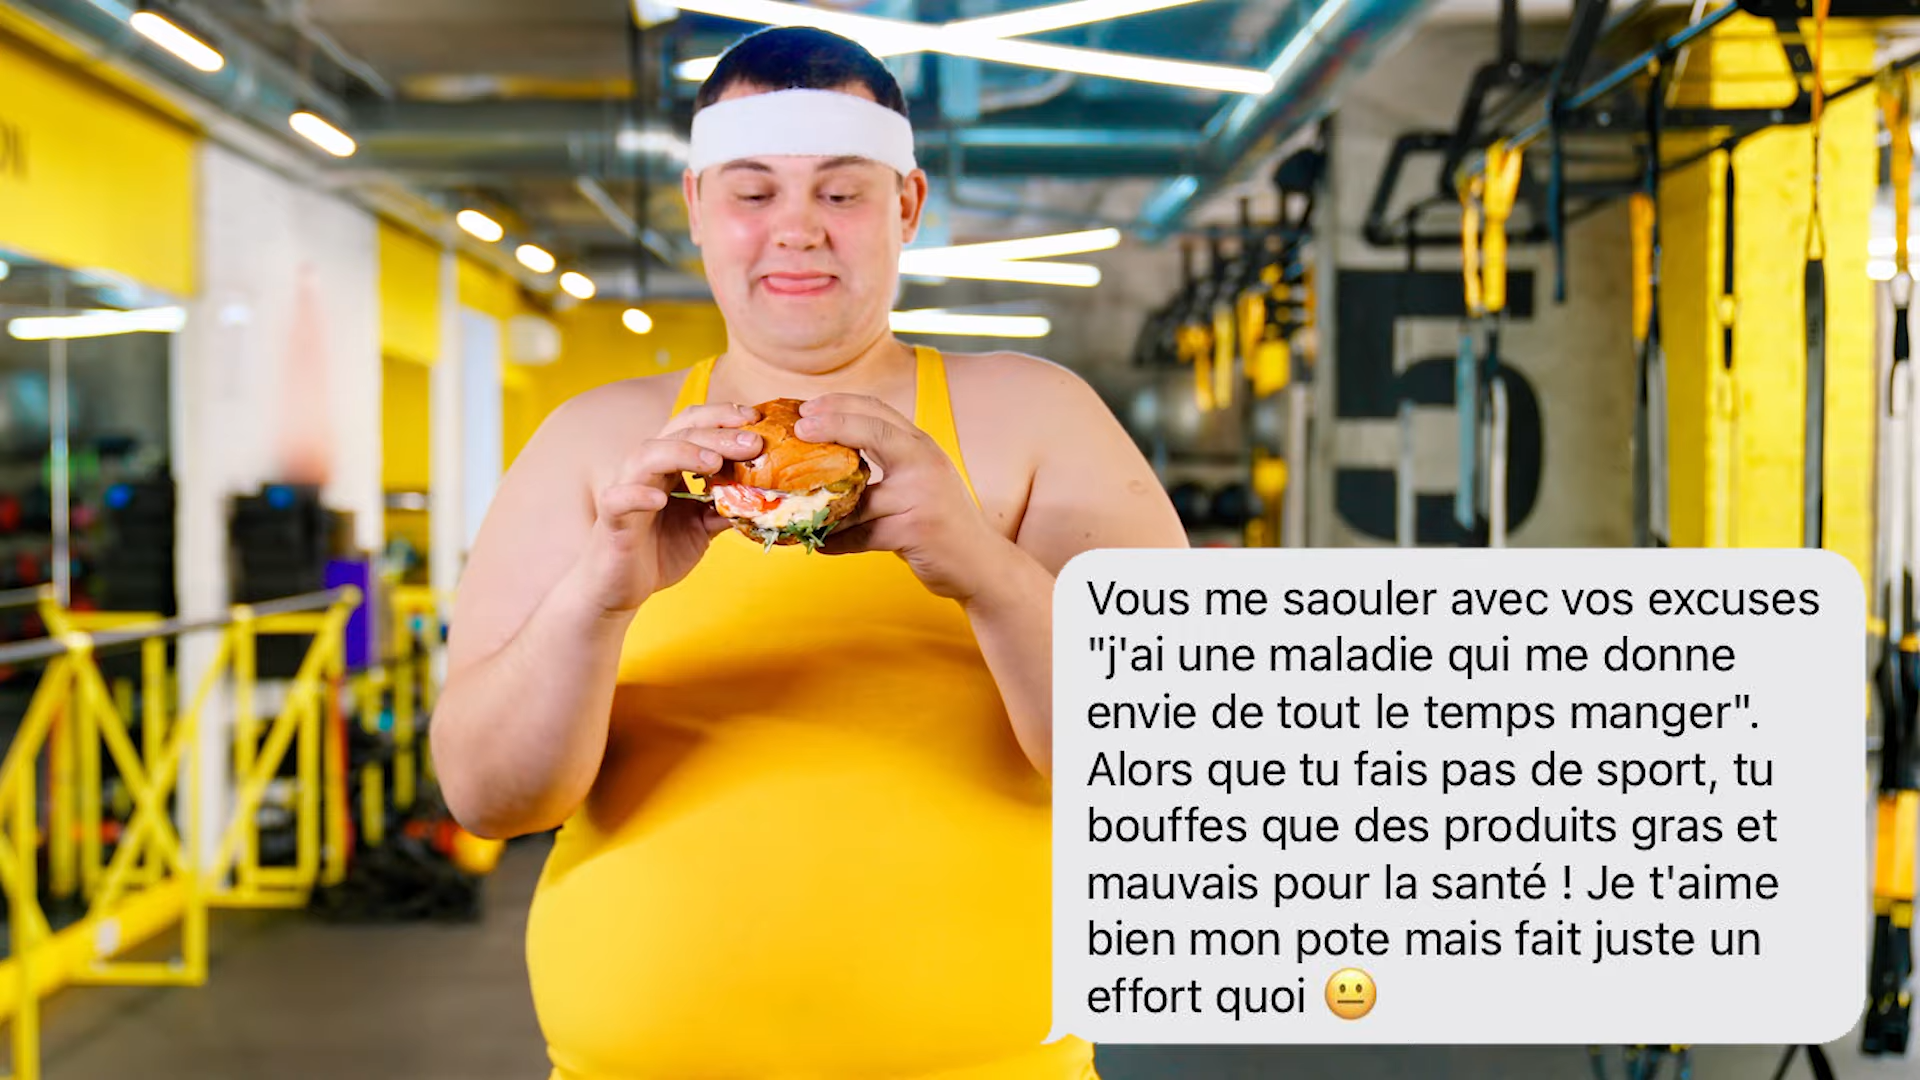 5
Vous me saouler avec vos excuses
"j'ai une maladie qui me donne
envie de tout le temps manger".
Alors que tu fais pas de sport, tu
bouffes que des produits gras et
mauvais pour la santé ! Je t'aime
bien mon pote mais fait juste un
effort quoi 😐